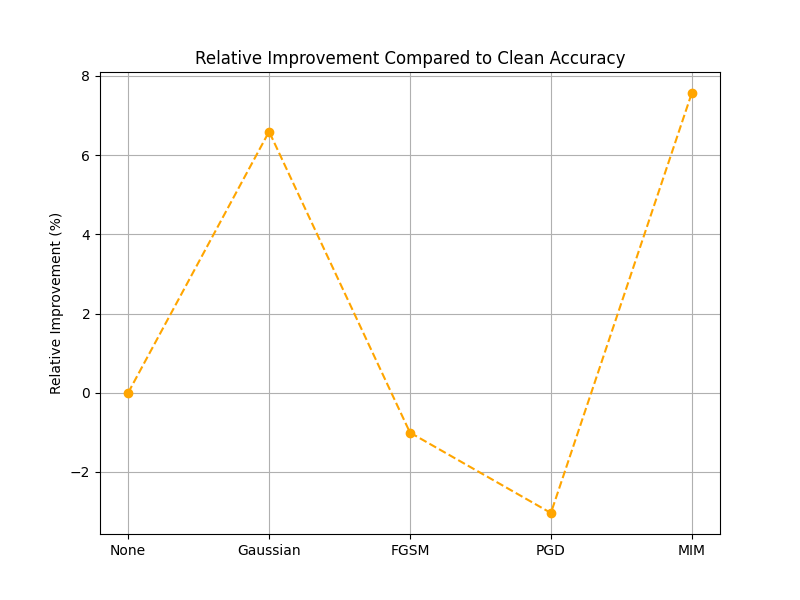 Relative Improvement Compared to Clean Accuracy
Relative Improvement (%)
8
6
4
2
0
−2
None Gaussian FGSM PGD MIM